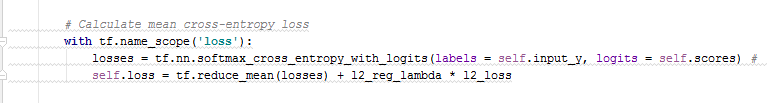 # Calculate mean cross-entropy loss
with tf.name_scope('loss'):
losses = tf.nn.softmax_cross_entropy_with_logits(labels = self.input_y, logits = self.scores) #
self.loss = tf.reduce_mean(losses) + l2_reg_lambda * l2_loss